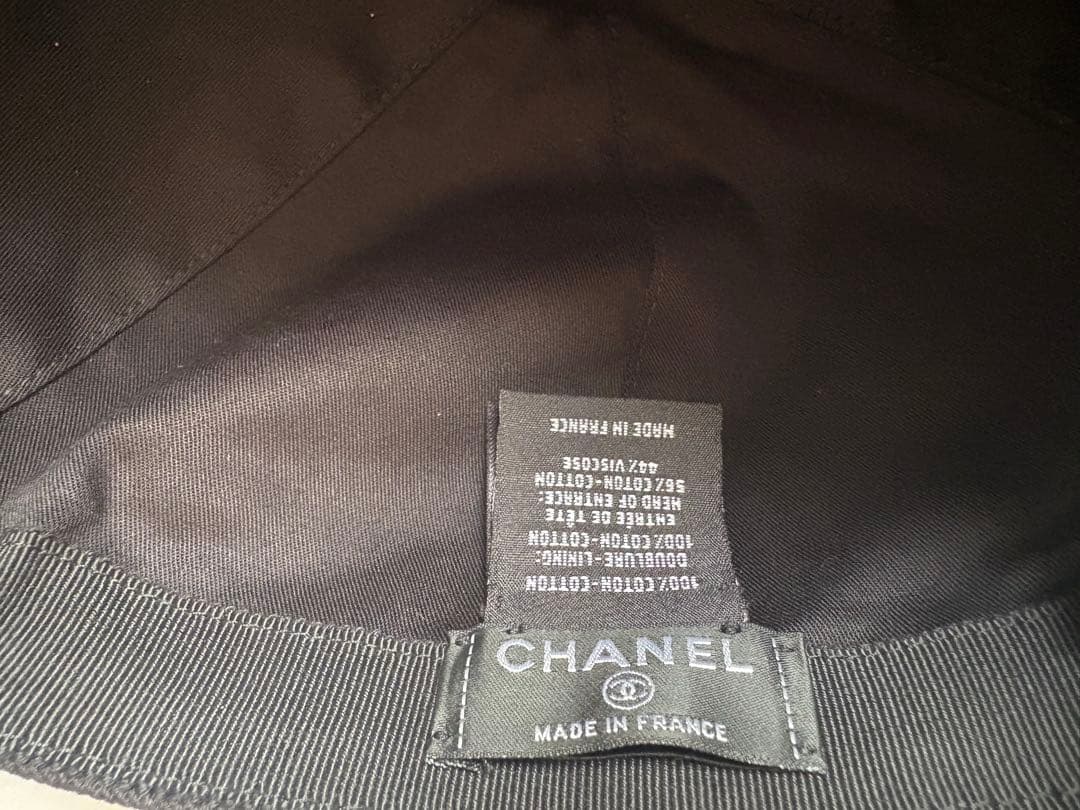 100% COTON-COTTON
DOUBLURE-LINING:
100% COTON-COTTON
ENTRÉE DE TÊTE
HEAD OF ENTRACE:
56% COTON-COTTON
44% VISCOSE
MADE IN FRANCE
CHANEL
MADE IN FRANCE